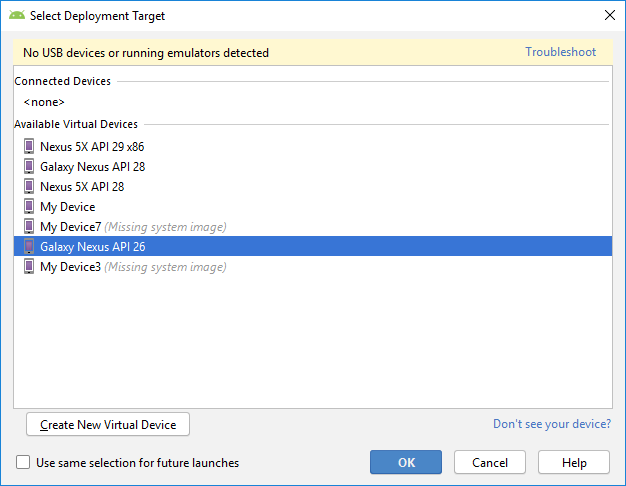 Select Deployment Target
No USB devices or running emulators detected Troubleshoot
Connected Devices
<none>
Available Virtual Devices
Nexus 5X API 29 x86
Galaxy Nexus API 28
Nexus 5X API 28
My Device
My Device7 (Missing system image)
Galaxy Nexus API 26
My Device3 (Missing system image)
Create New Virtual Device Don't see your device?
Use same selection for future launches OK Cancel Help